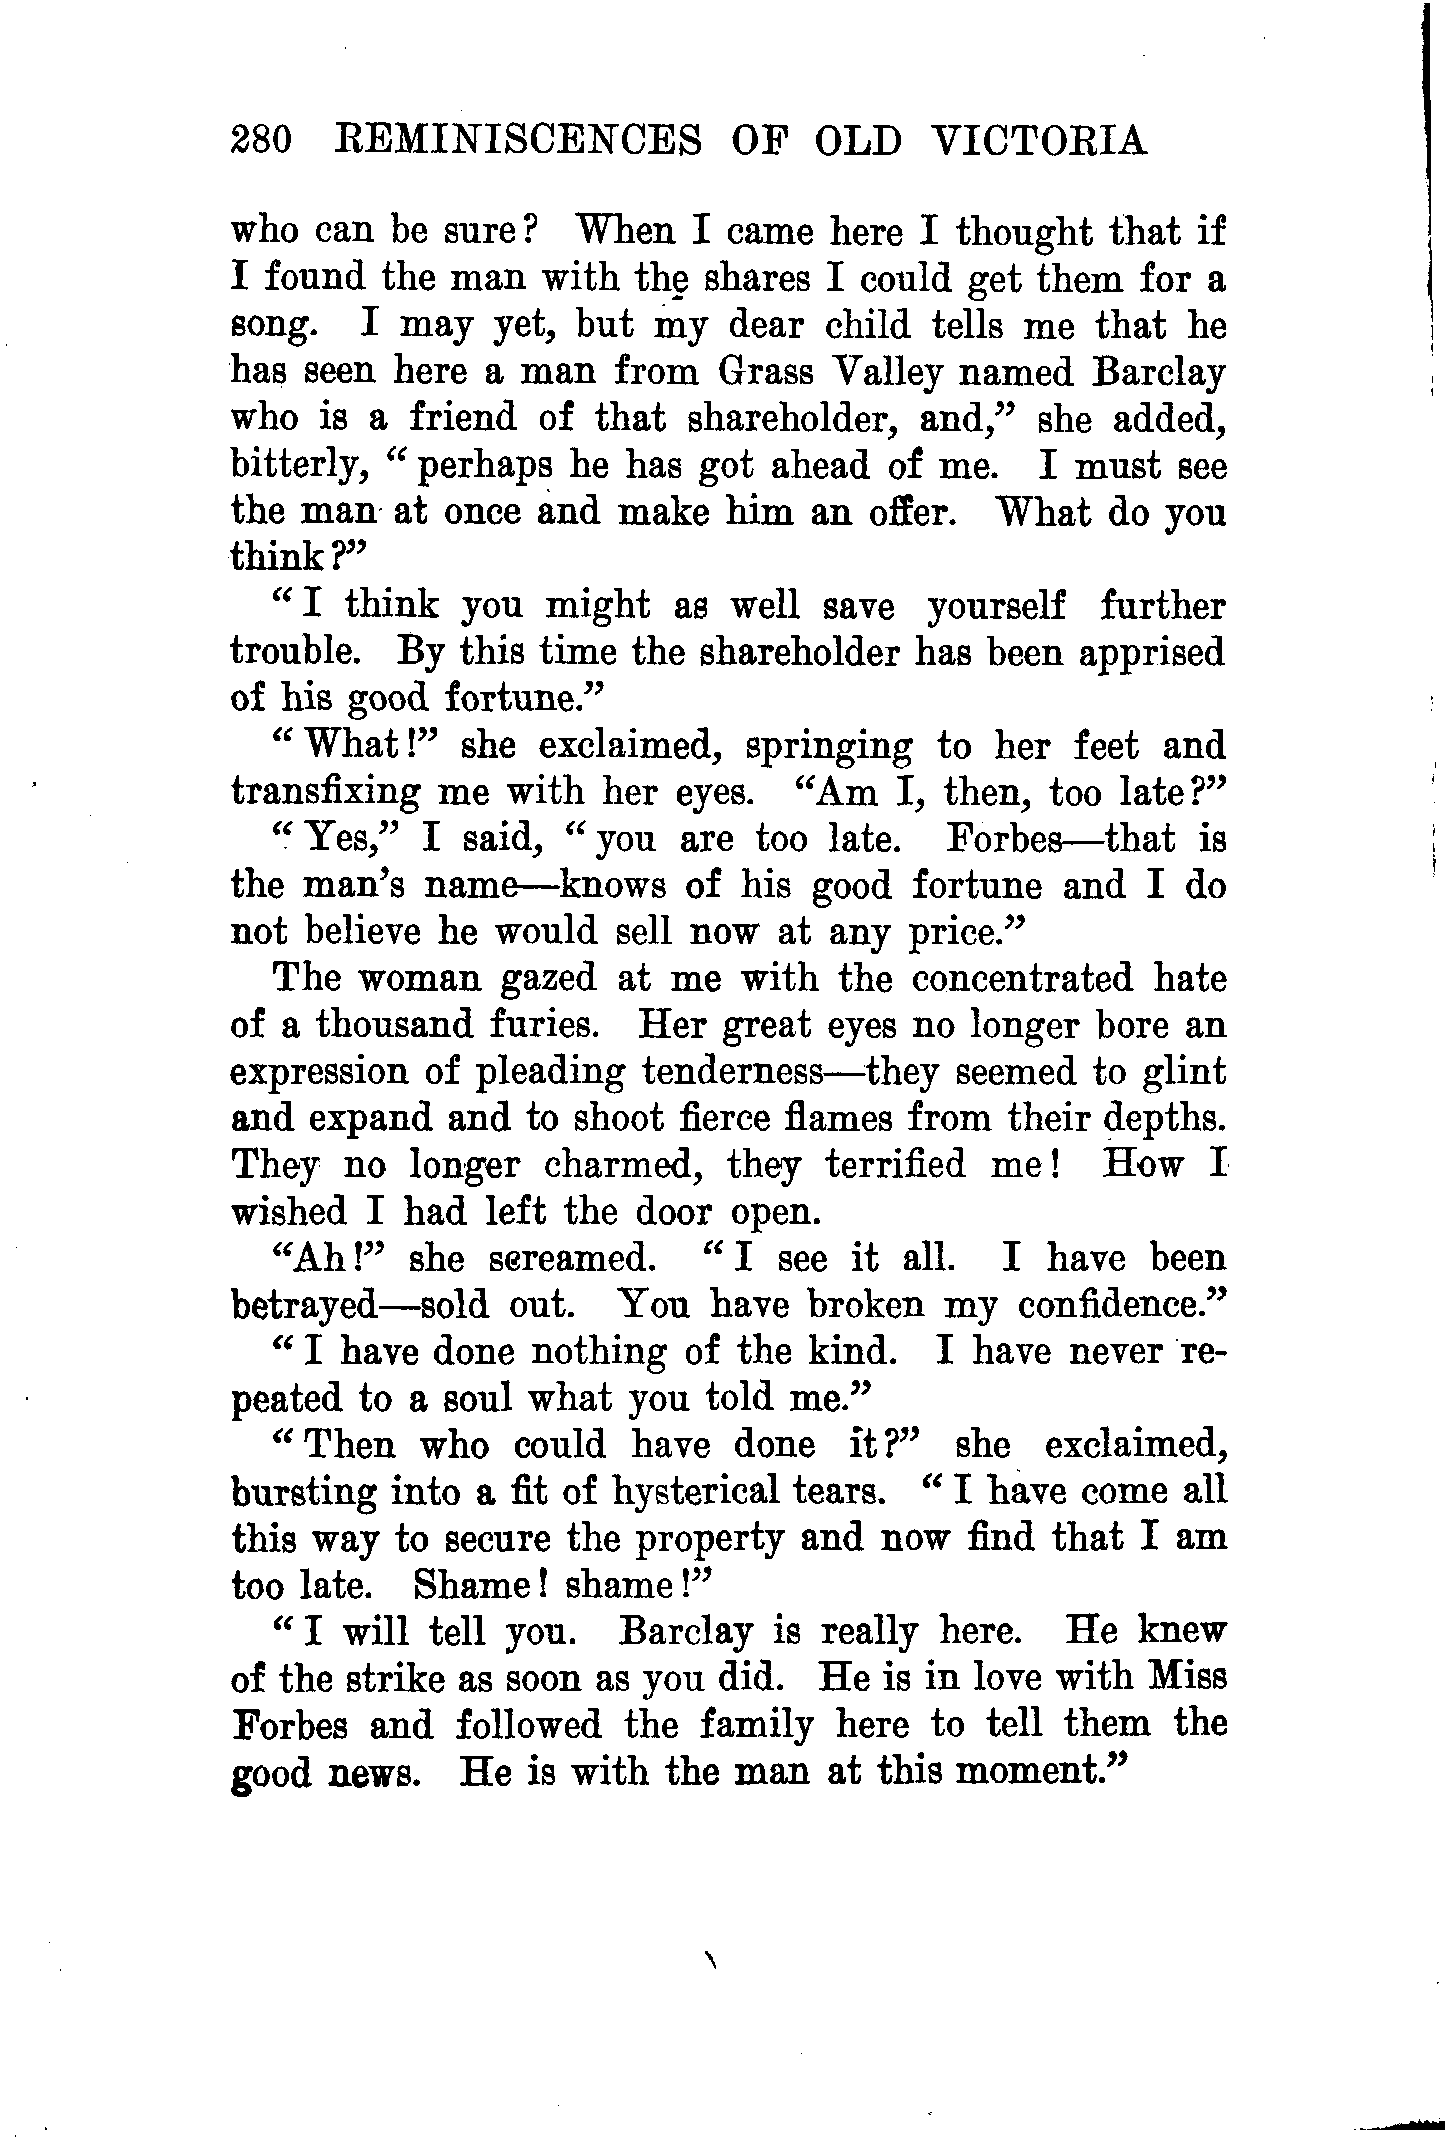 280 REMINISCENCES OF OLD VICTORIA
who can be sure? When I came here I thought that if
I found the man with the shares I could get them for a
song. I may yet, but my dear child tells me that he
has seen here a man from Grass Valley named Barclay
who is a friend of that shareholder, and,” she added,
bitterly, “perhaps he has got ahead of me. I must see
the man at once and make him an offer. What do you
think?”
“I think you might as well save yourself further
trouble. By this time the shareholder has been apprised
of his good fortune.”
“What!” she exclaimed, springing to her feet and
transfixing me with her eyes. “Am I, then, too late?”
“Yes,” I said, “you are too late. Forbes—that is
the man’s name—knows of his good fortune and I do
not believe he would sell now at any price.”
The woman gazed at me with the concentrated hate
of a thousand furies. Her great eyes no longer bore an
expression of pleading tenderness—they seemed to glint
and expand and to shoot fierce flames from their depths.
They no longer charmed, they terrified me! How I
wished I had left the door open.
“Ah!” she screamed. “I see it all. I have been
betrayed—sold out. You have broken my confidence.”
“I have done nothing of the kind. I have never re-
peated to a soul what you told me.”
“Then who could have done it?” she exclaimed,
bursting into a fit of hysterical tears. “I have come all
this way to secure the property and now find that I am
too late. Shame! shame!”
“I will tell you. Barclay is really here. He knew
of the strike as soon as you did. He is in love with Miss
Forbes and followed the family here to tell them the
good news. He is with the man at this moment.”